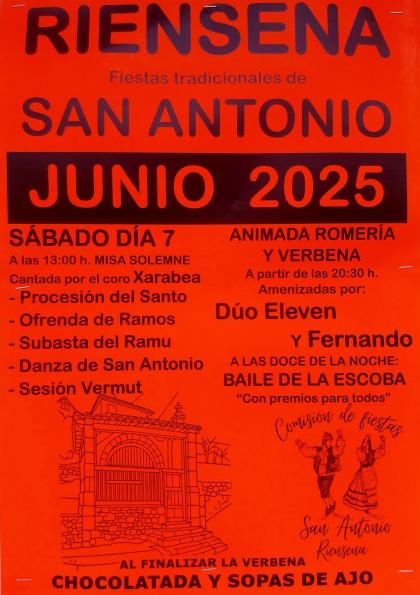 RIENSENA
Fiestas tradicionales de
SAN ANTONIO
JUNIO 2025
SÁBADO DÍA 7
A las 13:00 h. MISA SOLEMNE
Cantada por el coro Xarabea
- Procesión del Santo
- Ofrenda de Ramos
- Subasta del Ramu
- Danza de San Antonio
- Sesión Vermut
ANIMADA ROMERÍA
Y VERBENA
A partir de las 20:30 h.
Amenizadas por:
Dúo Eleven
Y Fernando
A LAS DOCE DE LA NOCHE:
BAILE DE LA ESCOBA
“Con premios para todos”
Comisión de fiestas
San Antonio
Riensena
AL FINALIZAR LA VERBENA
CHOCOLATADA Y SOPAS DE AJO